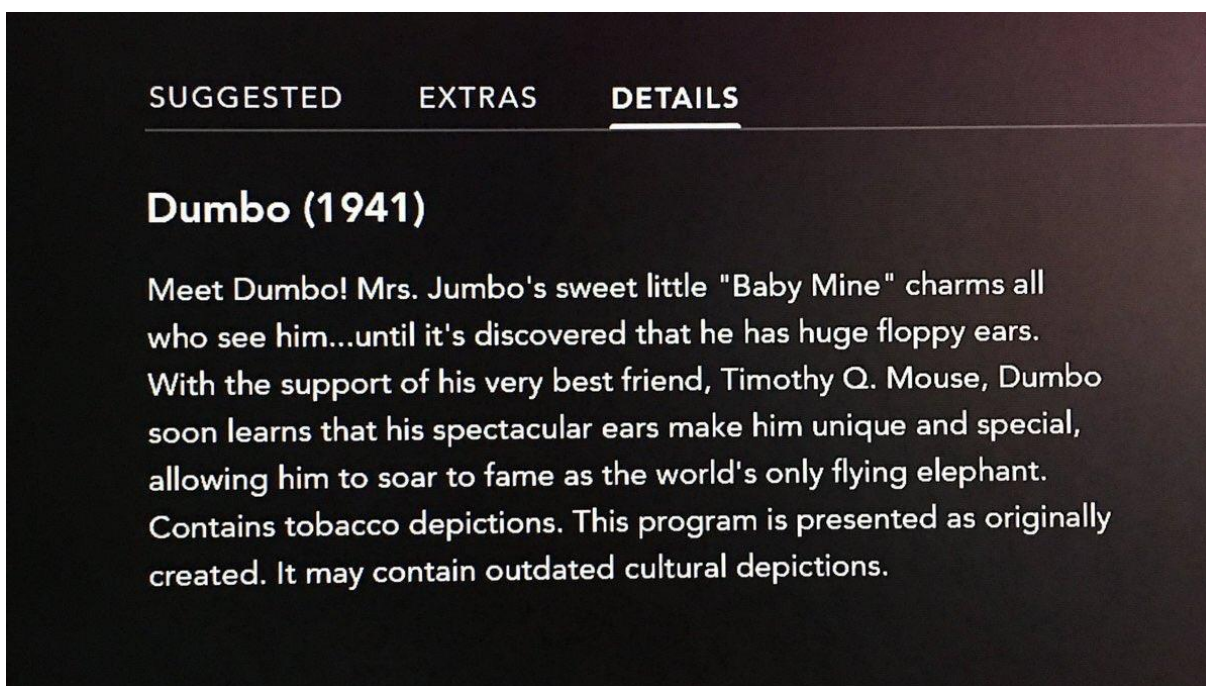 SUGGESTED EXTRAS DETAILS
Dumbo (1941)
Meet Dumbo! Mrs. Jumbo's sweet little "Baby Mine" charms all
who see him...until it's discovered that he has huge floppy ears.
With the support of his very best friend, Timothy Q. Mouse, Dumbo
soon learns that his spectacular ears make him unique and special,
allowing him to soar to fame as the world's only flying elephant.
Contains tobacco depictions. This program is presented as originally
created. It may contain outdated cultural depictions.